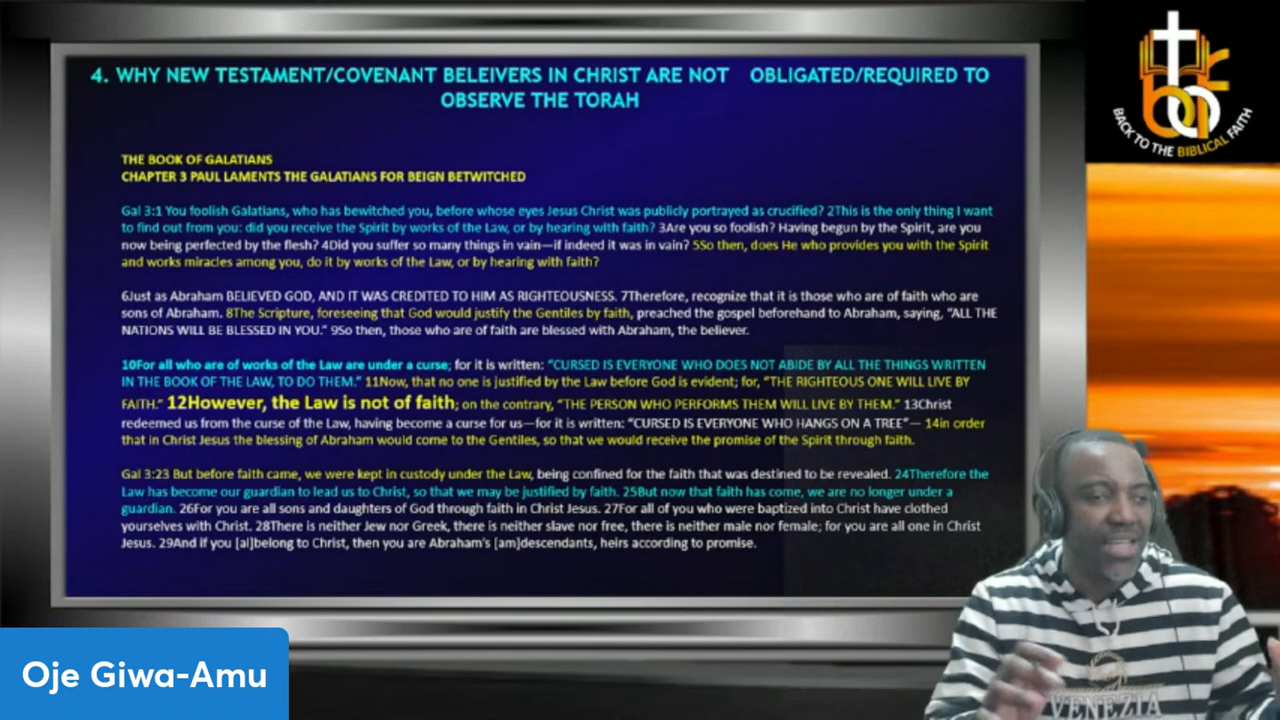 4. WHY NEW TESTAMENT/COVENANT BELEIVERS IN CHRIST ARE NOT OBLIGATED/REQUIRED TO
OBSERVE THE TORAH
THE BOOK OF GALATIANS
CHAPTER 3 PAUL LAMENTS THE GALATIANS FOR BEIGN BETWITCHED
Gal 3:1 You foolish Galatians, who has bewitched you, before whose eyes Jesus Christ was publicly portrayed as crucified? 2This is the only thing I want
to find out from you: did you receive the Spirit by works of the Law, or by hearing with faith? 3Are you so foolish? Having begun by the Spirit, are you
now being perfected by the flesh? 4Did you suffer so many things in vain—if indeed it was in vain? 5So then, does He who provides you with the Spirit
and works miracles among you, do it by works of the Law, or by hearing with faith?
6Just as Abraham BELIEVED GOD, AND IT WAS CREDITED TO HIM AS RIGHTEOUSNESS. 7Therefore, recognize that it is those who are of faith who are
sons of Abraham. 8The Scripture, foreseeing that God would justify the Gentiles by faith, preached the gospel beforehand to Abraham, saying, "ALL THE
NATIONS WILL BE BLESSED IN YOU." 9So then, those who are of faith are blessed with Abraham, the believer.
10For all who are of works of the Law are under a curse; for it is written: "CURSED IS EVERYONE WHO DOES NOT ABIDE BY ALL THE THINGS WRITTEN
IN THE BOOK OF THE LAW, TO DO THEM." 11Now, that no one is justified by the Law before God is evident; for, "THE RIGHTEOUS ONE WILL LIVE BY
FAITH." 12However, the Law is not of faith; on the contrary, "THE PERSON WHO PERFORMS THEM WILL LIVE BY THEM." 13Christ
redeemed us from the curse of the Law, having become a curse for us—for it is written: "CURSED IS EVERYONE WHO HANGS ON A TREE"— 14in order
that in Christ Jesus the blessing of Abraham would come to the Gentiles, so that we would receive the promise of the Spirit through faith.
Gal 3:23 But before faith came, we were kept in custody under the Law, being confined for the faith that was destined to be revealed. 24Therefore the
Law has become our guardian to lead us to Christ, so that we may be justified by faith. 25But now that faith has come, we are no longer under a
guardian. 26For you are all sons and daughters of God through faith in Christ Jesus. 27For all of you who were baptized into Christ have clothed
yourselves with Christ. 28There is neither Jew nor Greek, there is neither slave nor free, there is neither male nor female; for you are all one in Christ
Jesus. 29And if you [al]belong to Christ, then you are Abraham's [am]descendants, heirs according to promise.
BACK TO THE BIBLICAL FAITH
VENEZIA
Oje Giwa-Amu